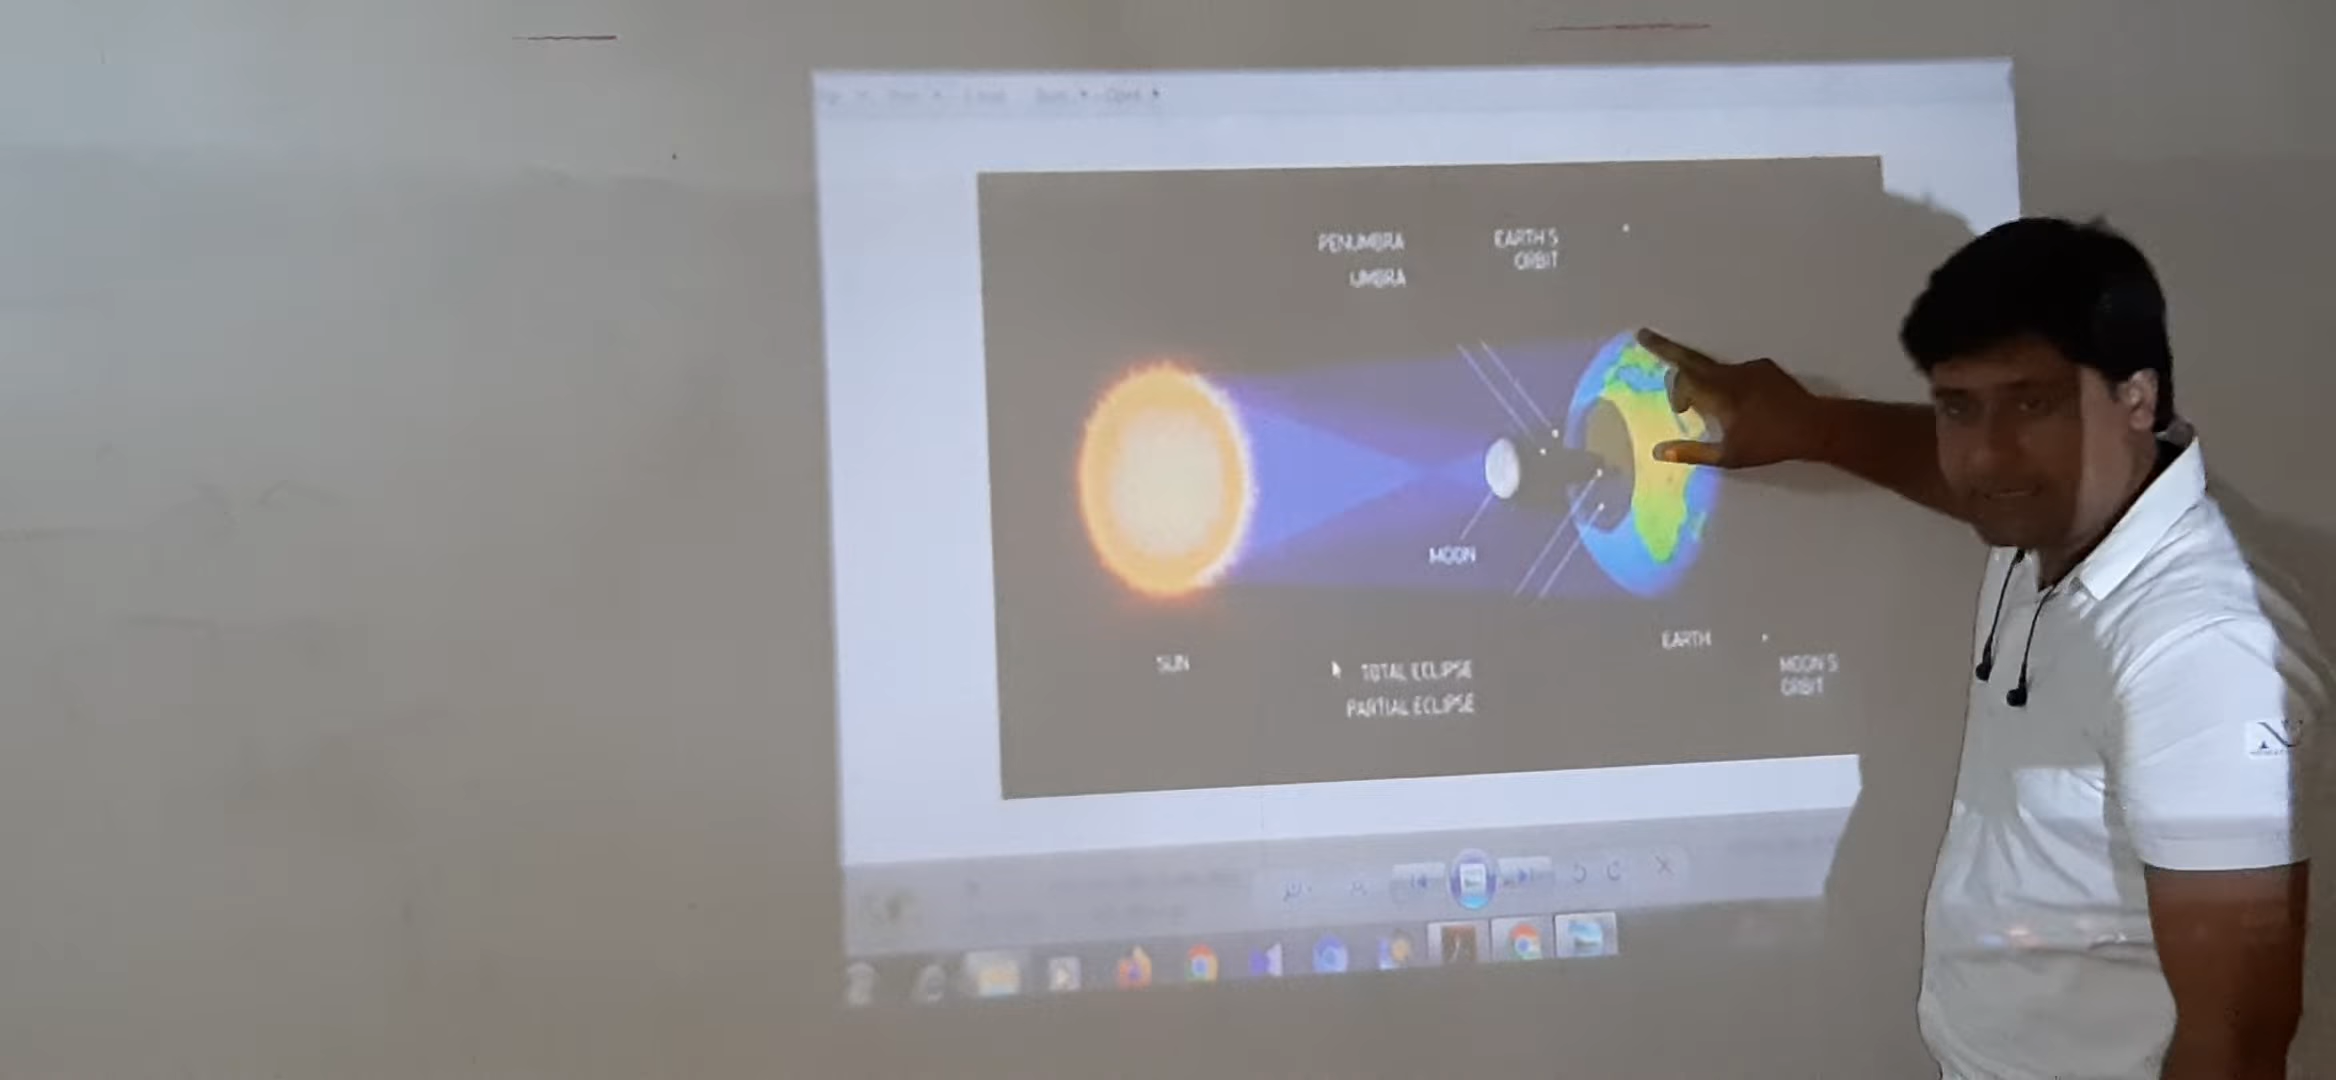 PENUMBRA
UMBRA
EARTH'S
ORBIT
MOON
SUN
EARTH
TOTAL ECLIPSE
PARTIAL ECLIPSE
MOON'S
ORBIT